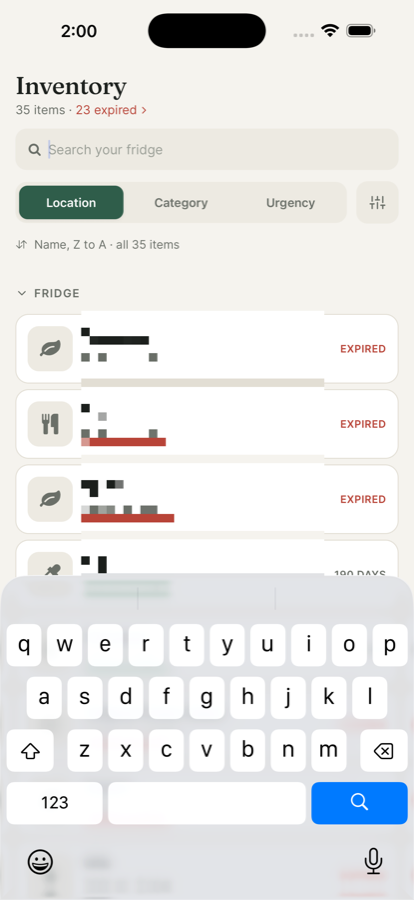 2:00
Inventory
35 items · 23 expired >
Search your fridge
Location Category Urgency
Name, Z to A · all 35 items
FRIDGE
EXPIRED
EXPIRED
EXPIRED
190 DAYS
q w e r t y u i o p
a s d f g h j k l
z x c v b n m
123